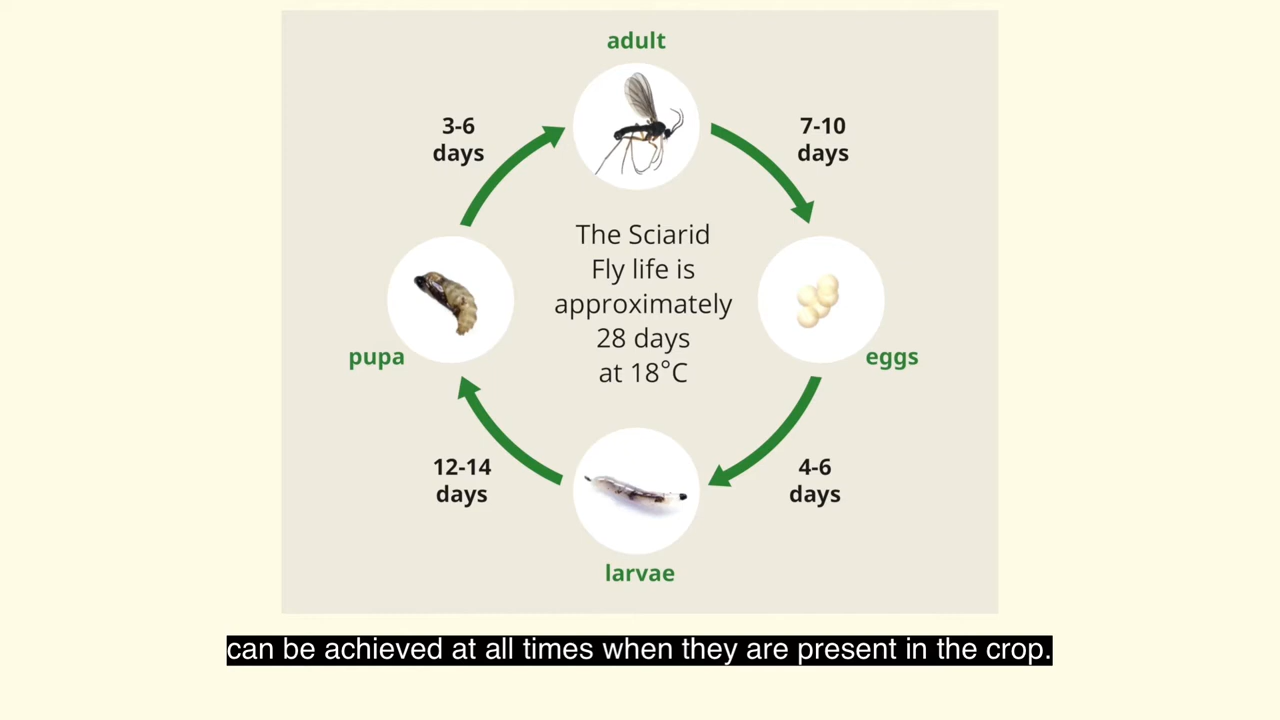 adult
3-6
days
7-10
days
The Sciarid
Fly life is
approximately
28 days
at 18°C
pupa
eggs
12-14
days
4-6
days
larvae
can be achieved at all times when they are present in the crop.